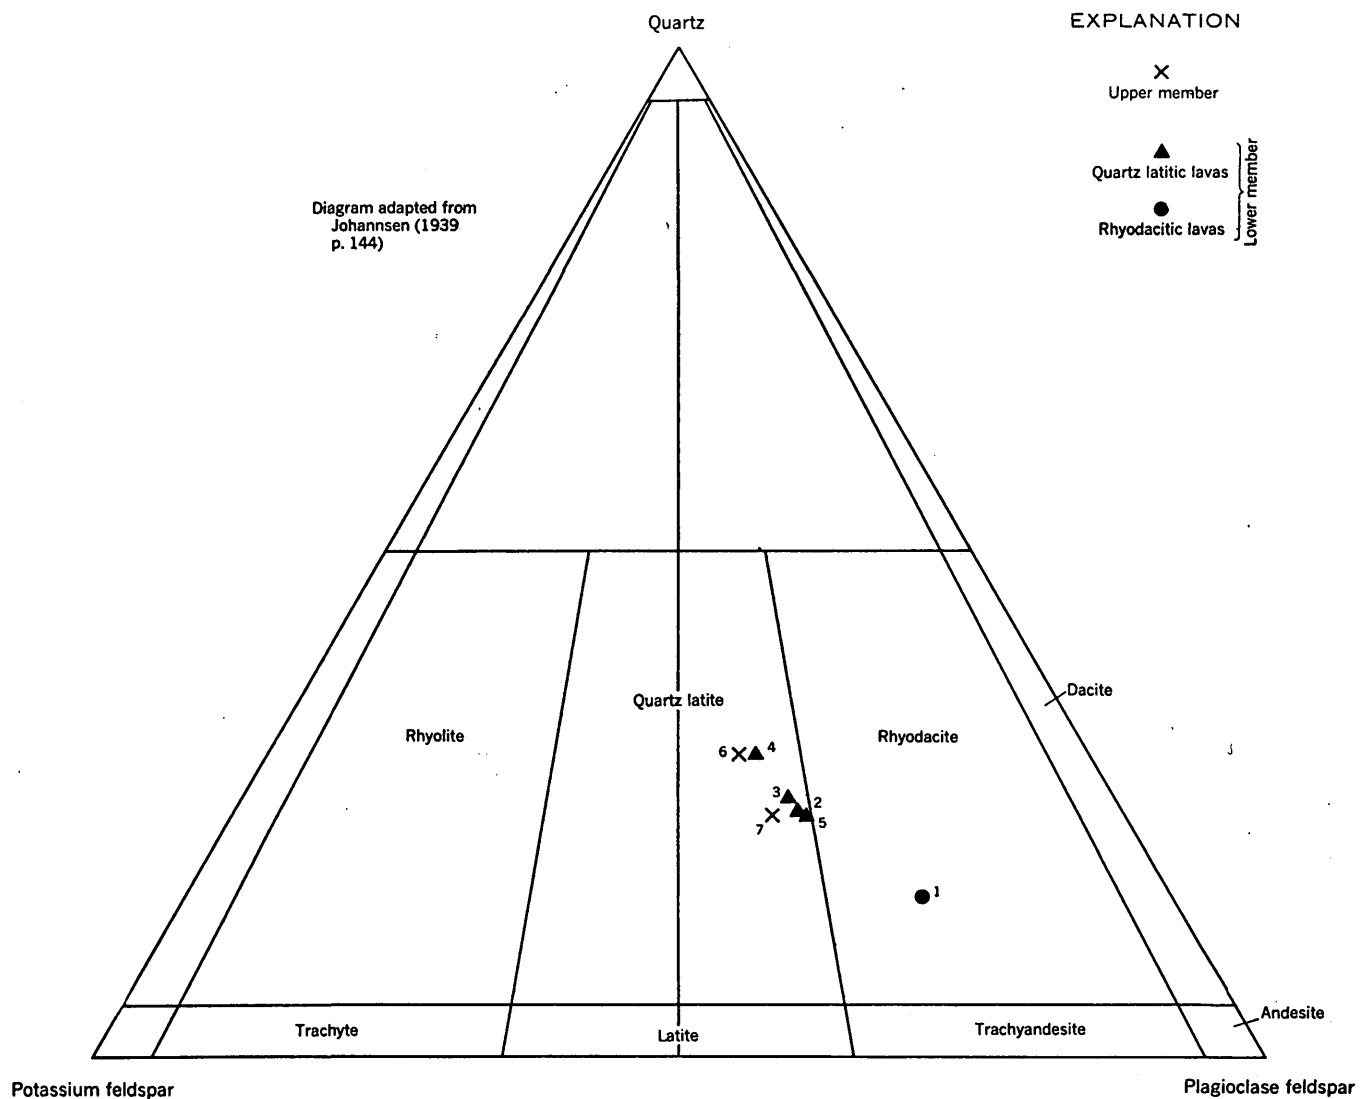 Quartz
EXPLANATION
Upper member
Quartz latitic lavas
Rhyodacitic lavas
Lower member
Diagram adapted from
Johannsen (1939
p. 144)
Dacite
Quartz latite
Rhyolite
Rhyodacite
6
4
3
2
7
5
1
Andesite
Trachyte
Latite
Trachyandesite
Potassium feldspar
Plagioclase feldspar